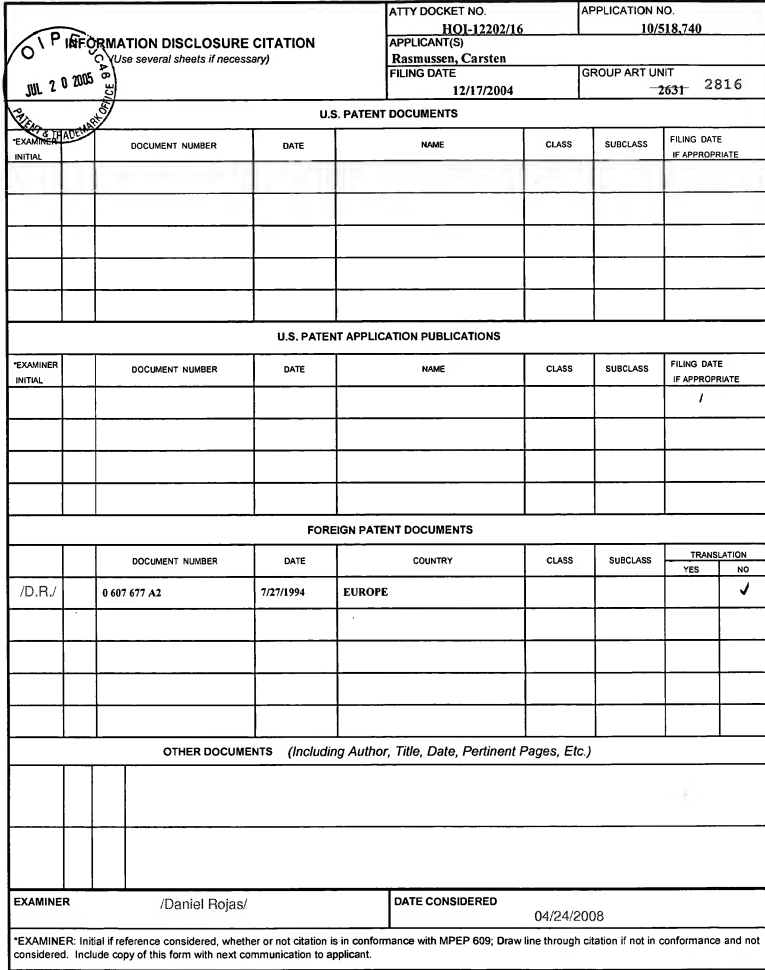 ATTY DOCKET NO.
HOI-12202/16
APPLICATION NO.
10/518,740
INFORMATION DISCLOSURE CITATION
(Use several sheets if necessary)
OIPE JC46
JUL 20 2005
PATENT & TRADEMARK OFFICE
APPLICANT(S)
Rasmussen, Carsten
FILING DATE
12/17/2004
GROUP ART UNIT
2631 2816
U.S. PATENT DOCUMENTS
*EXAMINER INITIAL DOCUMENT NUMBER DATE NAME CLASS SUBCLASS FILING DATE IF APPROPRIATE
U.S. PATENT APPLICATION PUBLICATIONS
*EXAMINER INITIAL DOCUMENT NUMBER DATE NAME CLASS SUBCLASS FILING DATE IF APPROPRIATE
FOREIGN PATENT DOCUMENTS
DOCUMENT NUMBER DATE COUNTRY CLASS SUBCLASS TRANSLATION
YES NO
/D.R./ 0 607 677 A2 7/27/1994 EUROPE ✓
OTHER DOCUMENTS (Including Author, Title, Date, Pertinent Pages, Etc.)
EXAMINER /Daniel Rojas/ DATE CONSIDERED
04/24/2008
*EXAMINER: Initial if reference considered, whether or not citation is in conformance with MPEP 609; Draw line through citation if not in conformance and not
considered. Include copy of this form with next communication to applicant.